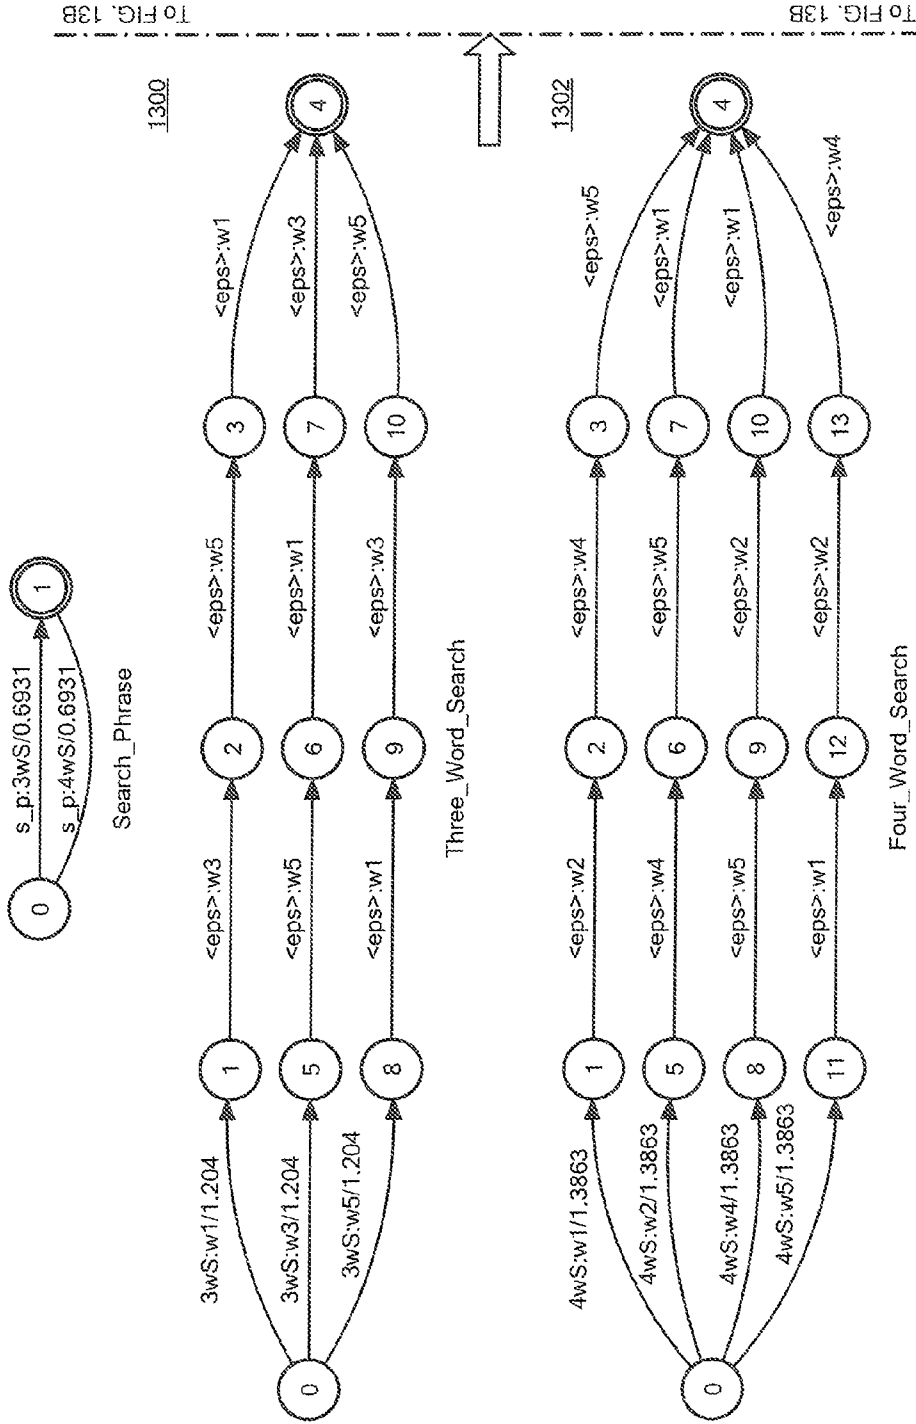 To FIG. 13B
To FIG. 13B
0
s_p:3wS/0.6931
s_p:4wS/0.6931
1
Search_Phrase
1300
0
3wS:w1/1.204
3wS:w3/1.204
3wS:w5/1.204
1
5
8
<eps>:w3
<eps>:w5
<eps>:w1
2
6
9
<eps>:w5
<eps>:w1
<eps>:w3
3
7
10
<eps>:w1
<eps>:w3
<eps>:w5
4
Three_Word_Search
1302
0
4wS:w1/1.3863
4wS:w2/1.3863
4wS:w4/1.3863
4wS:w5/1.3863
1
5
8
11
<eps>:w2
<eps>:w4
<eps>:w5
<eps>:w1
2
6
9
12
<eps>:w4
<eps>:w5
<eps>:w2
<eps>:w2
3
7
10
13
<eps>:w5
<eps>:w1
<eps>:w1
<eps>:w4
4
Four_Word_Search